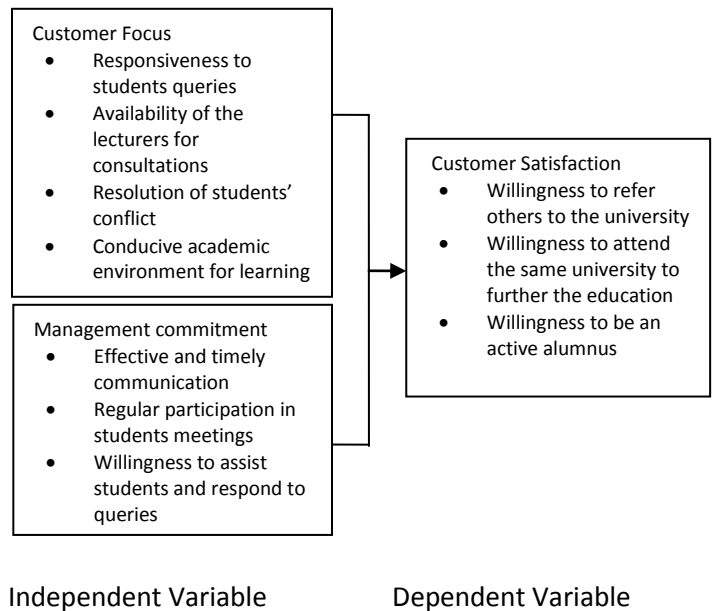 Customer Focus
• Responsiveness to
students queries
• Availability of the
lecturers for
consultations
• Resolution of students’
conflict
• Conducive academic
environment for learning
Management commitment
• Effective and timely
communication
• Regular participation in
students meetings
• Willingness to assist
students and respond to
queries
Customer Satisfaction
• Willingness to refer
others to the university
• Willingness to attend
the same university to
further the education
• Willingness to be an
active alumnus
Independent Variable
Dependent Variable